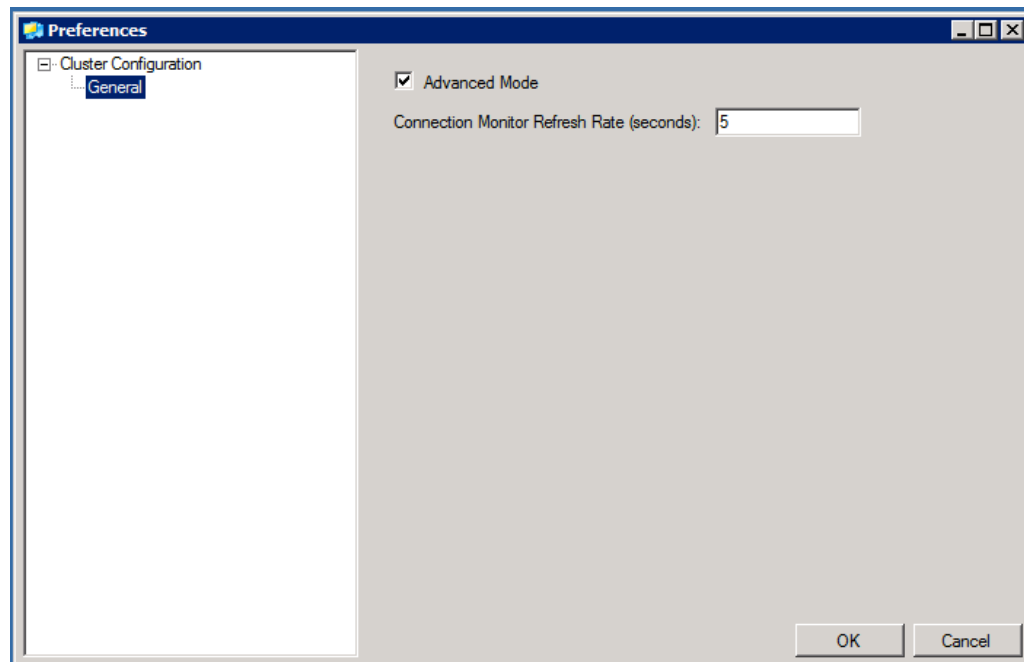 Preferences
Cluster Configuration
General
Advanced Mode
Connection Monitor Refresh Rate (seconds): 5
OK Cancel